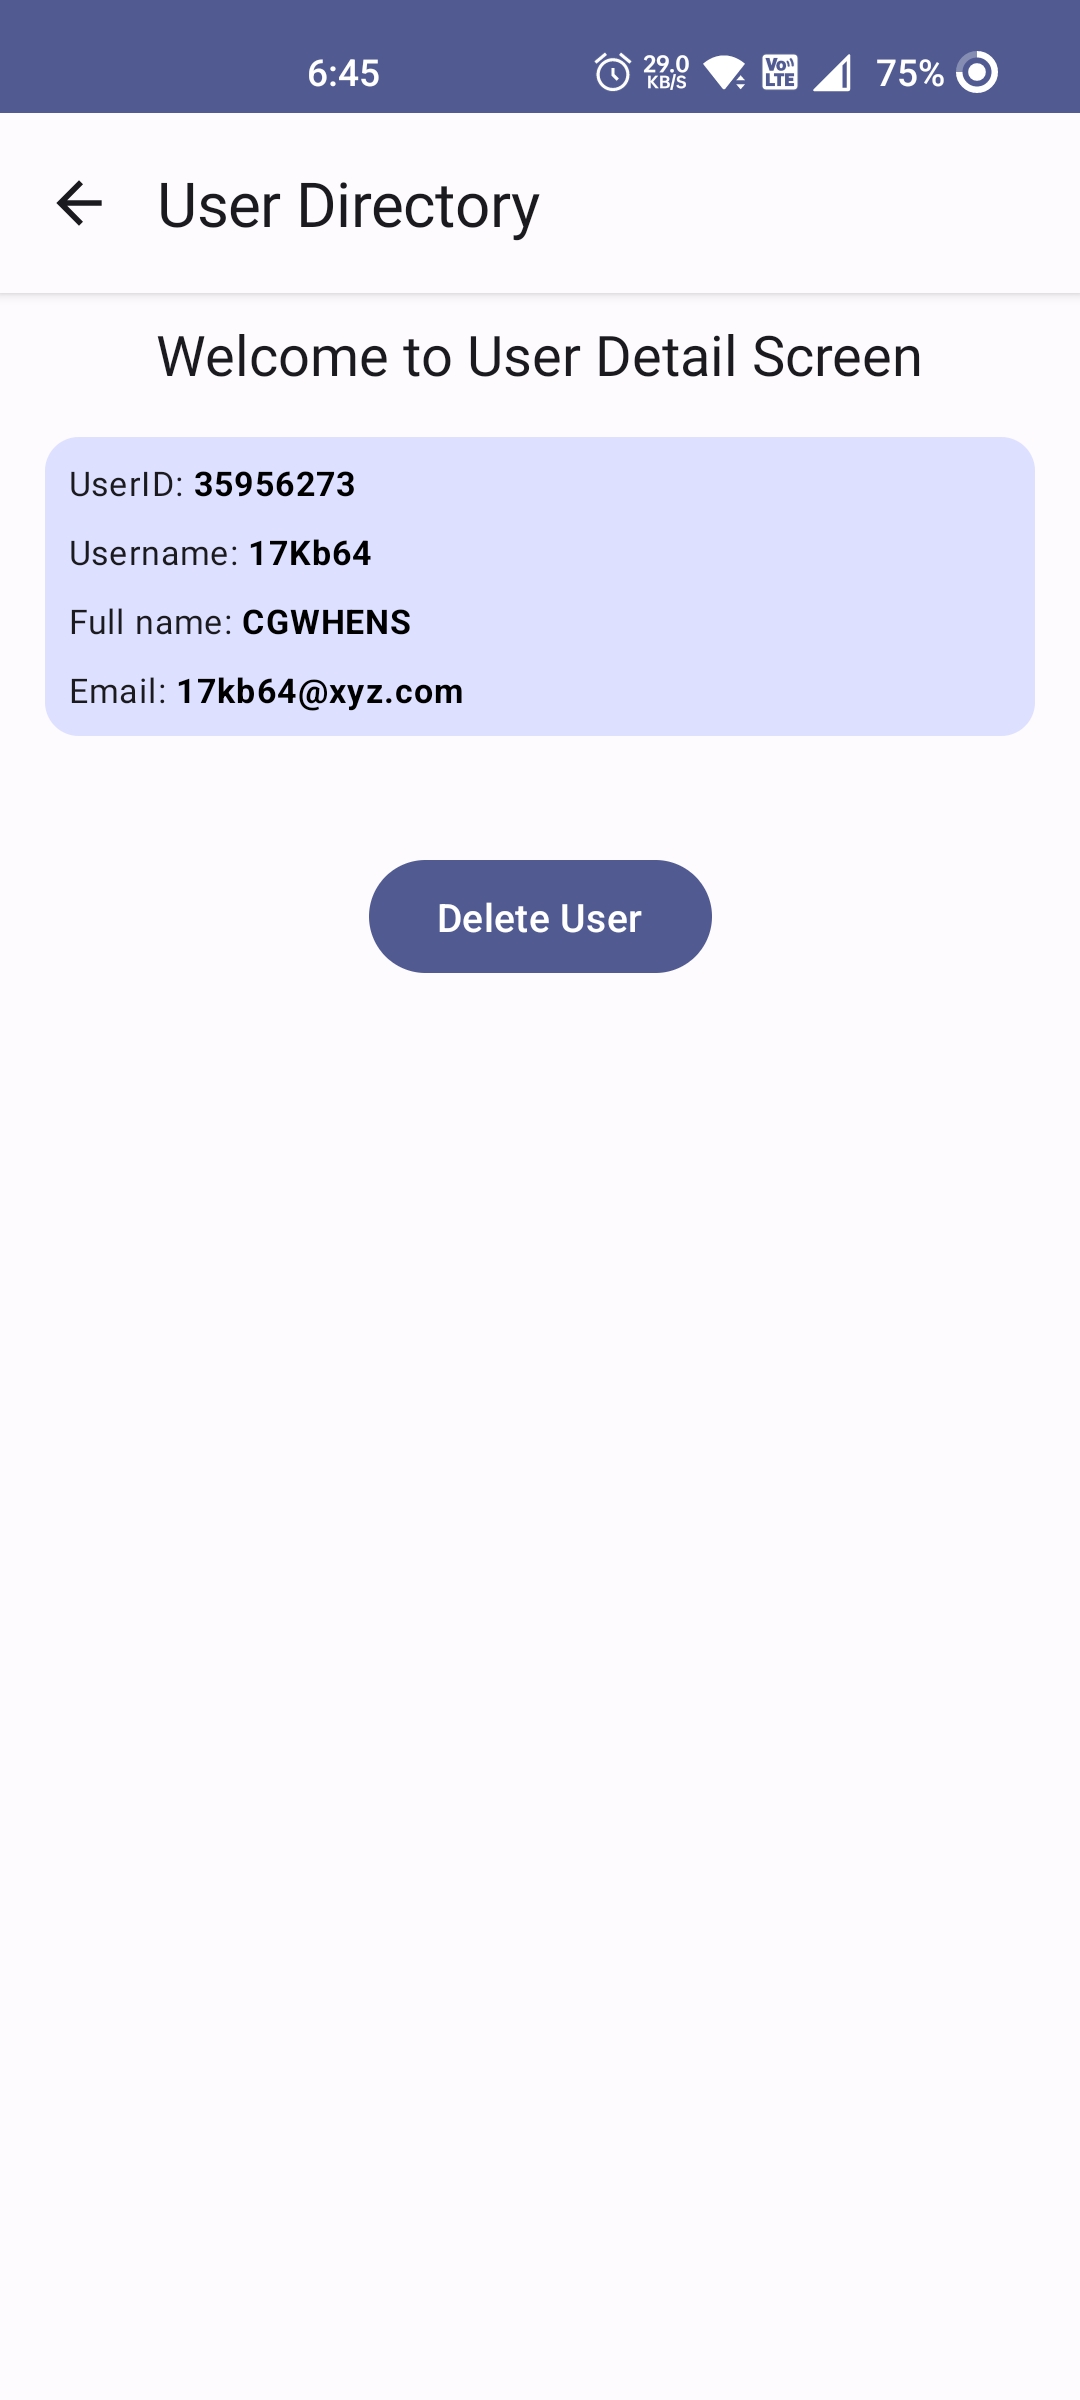 6:45 29.0 KB/S Vo LTE 75%
User Directory
Welcome to User Detail Screen
UserID: 35956273
Username: 17Kb64
Full name: CGWHENS
Email: 17kb64@xyz.com
Delete User